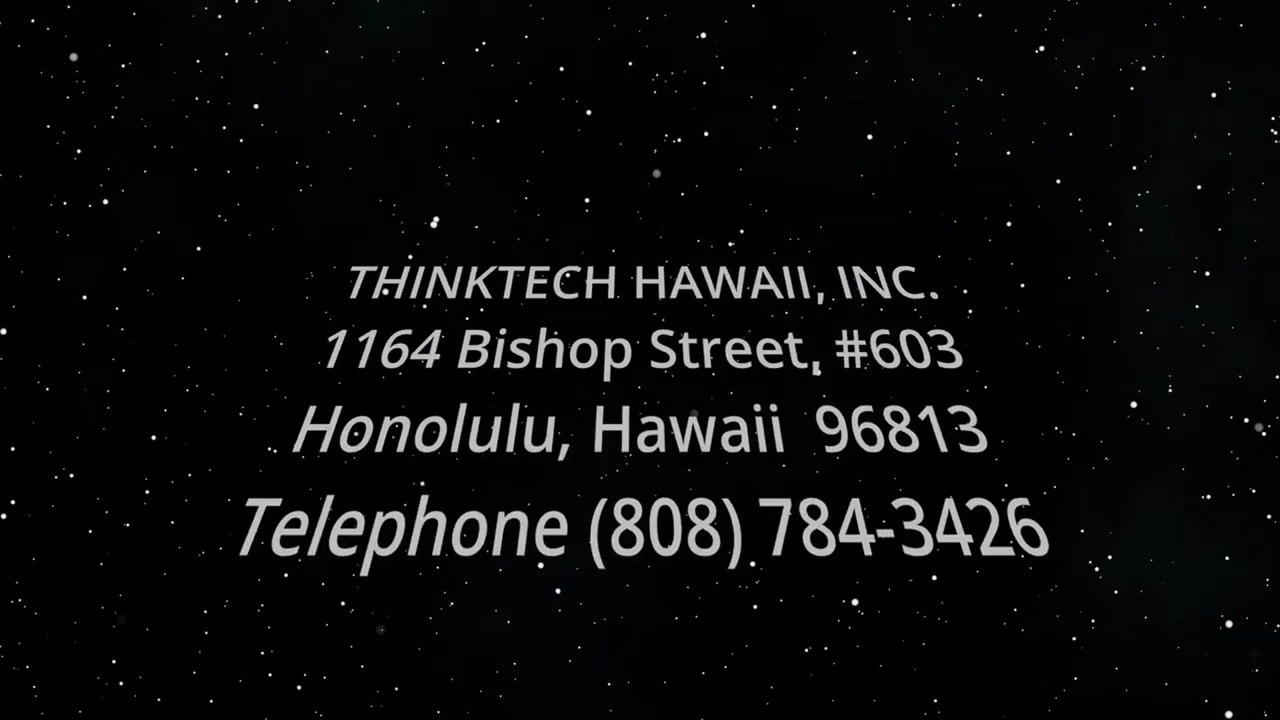 THINKTECH HAWAII, INC.
1164 Bishop Street, #603
Honolulu, Hawaii  96813
Telephone (808) 784-3426